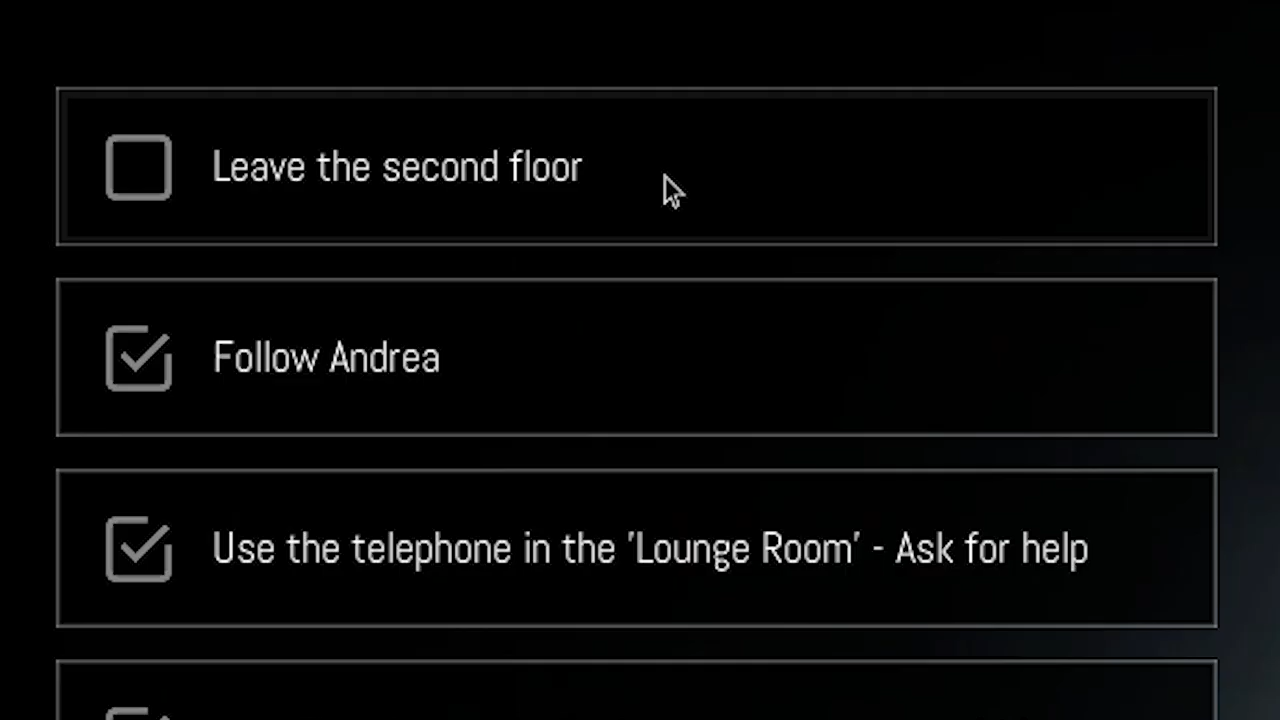 Leave the second floor
Follow Andrea
Use the telephone in the 'Lounge Room' - Ask for help